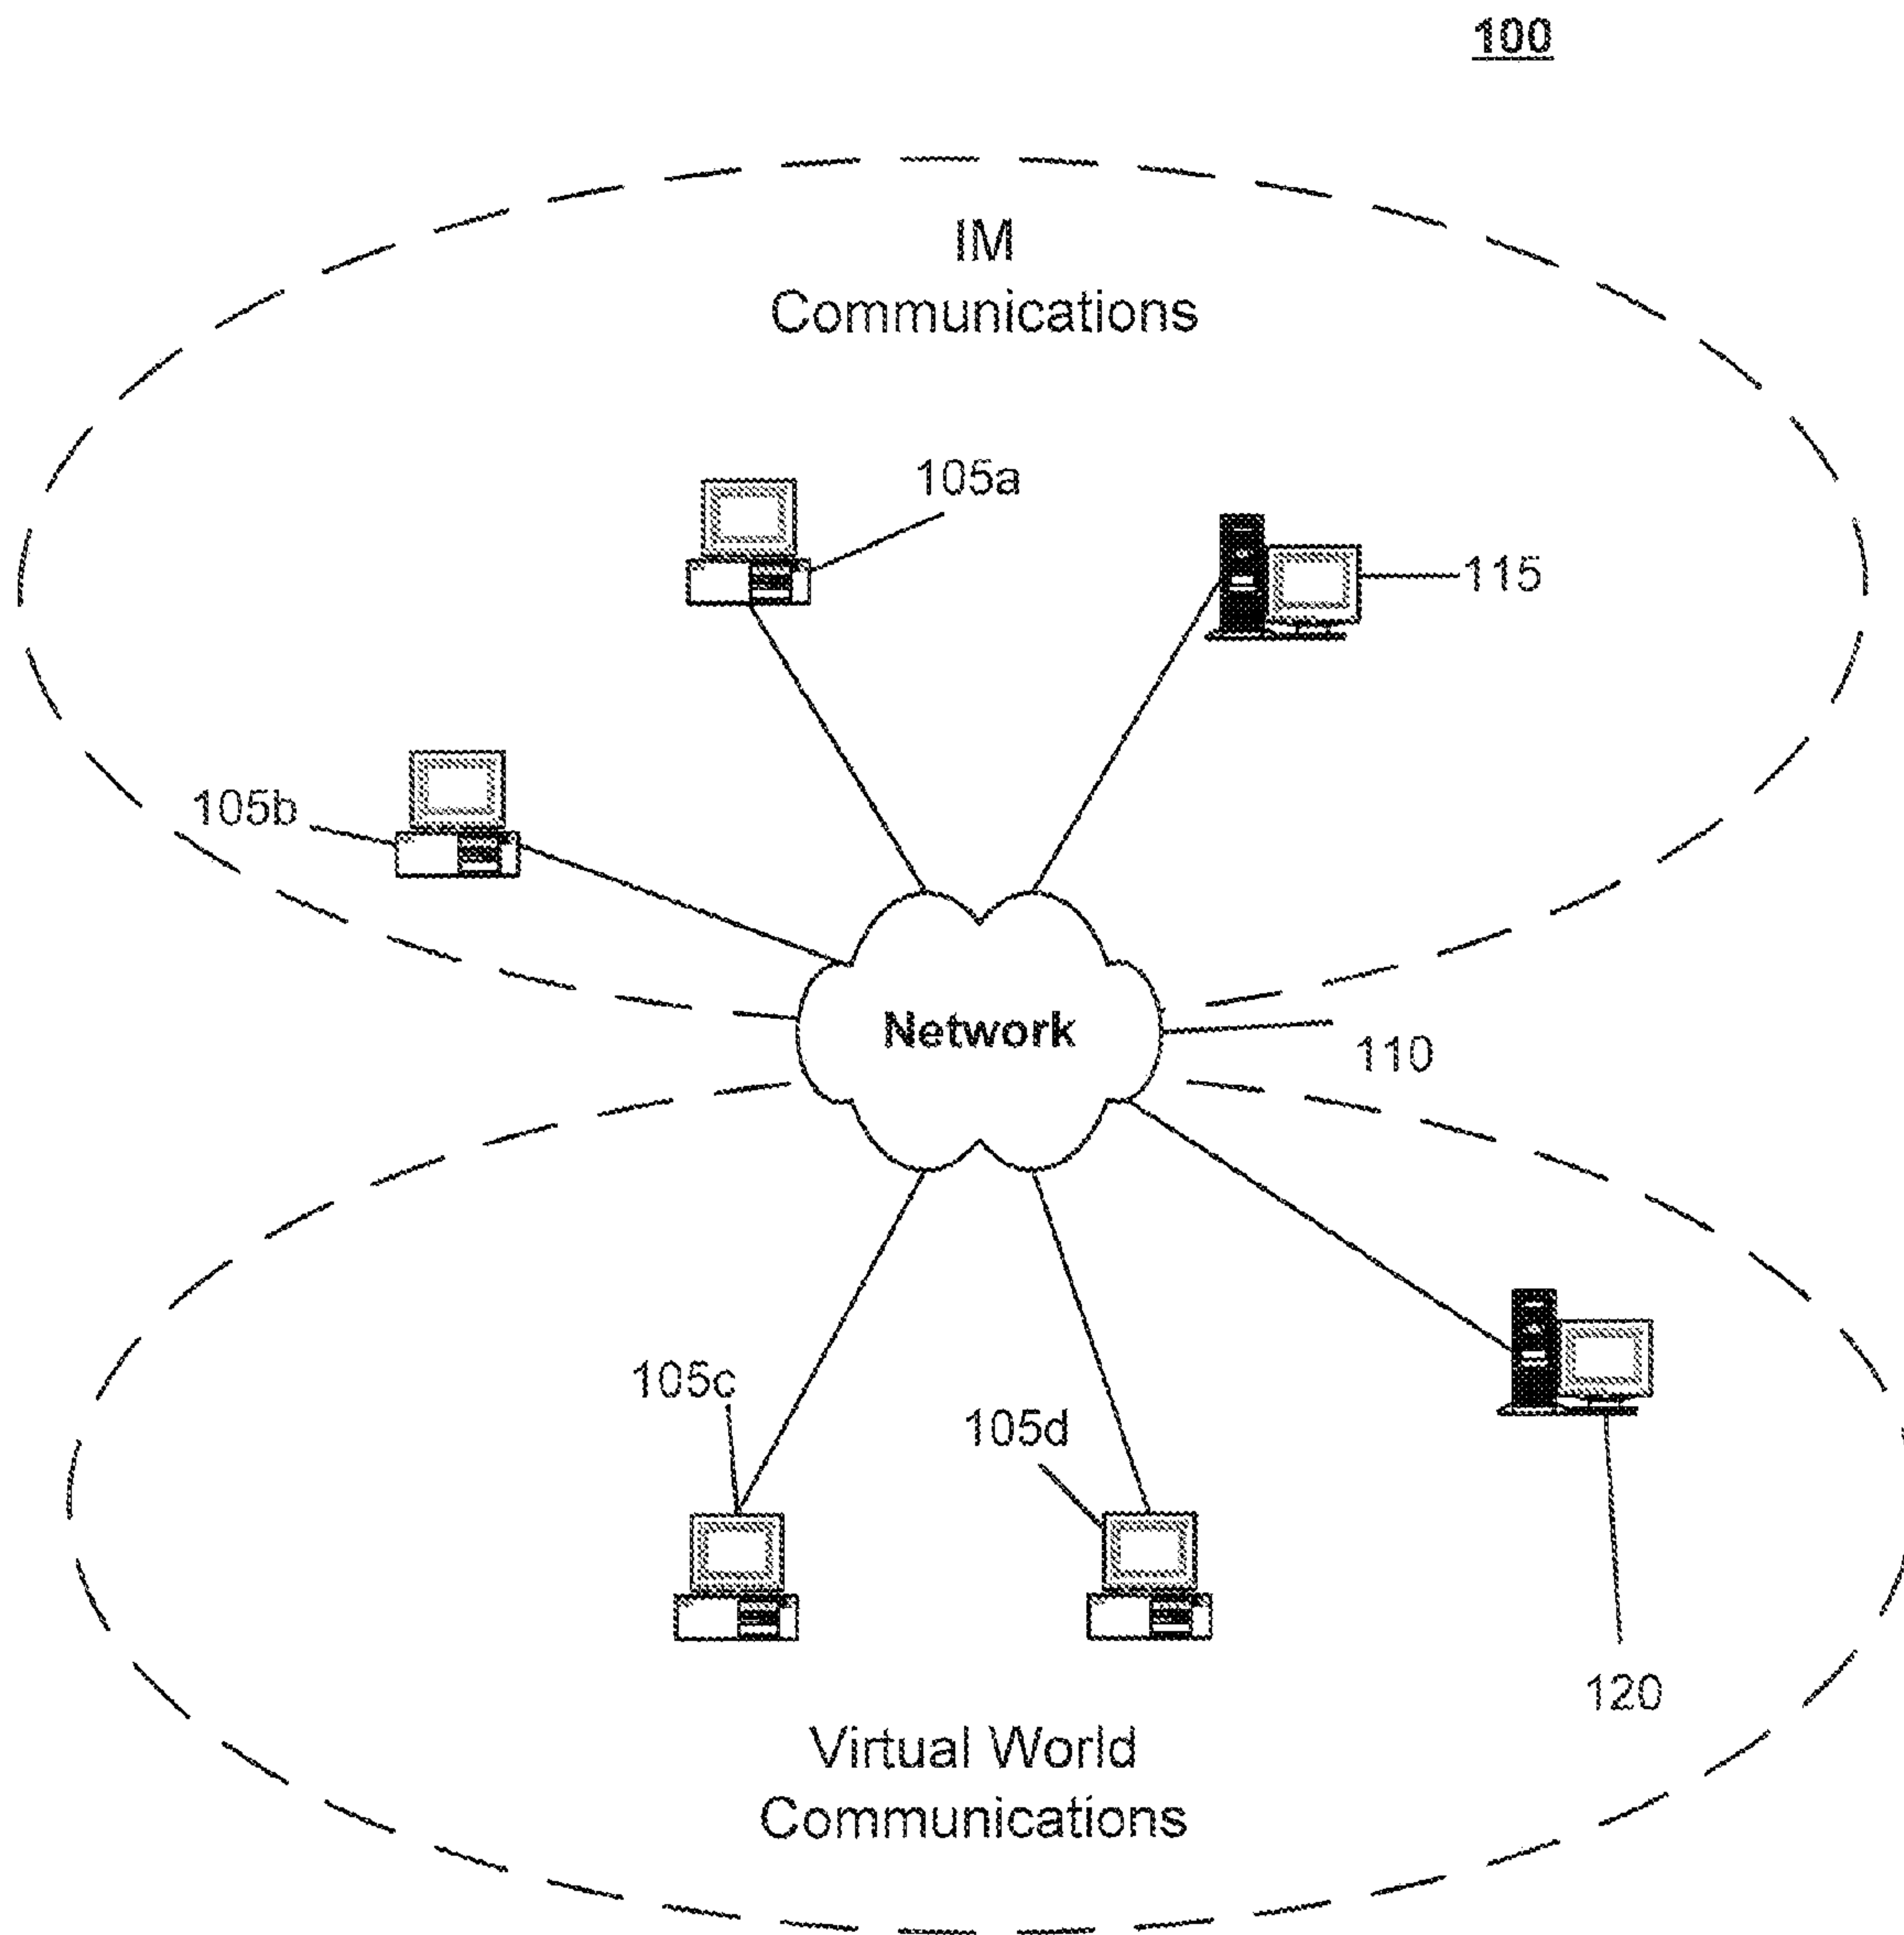 100
IM
Communications
105a
115
105b
Network
110
105c
105d
120
Virtual World
Communications